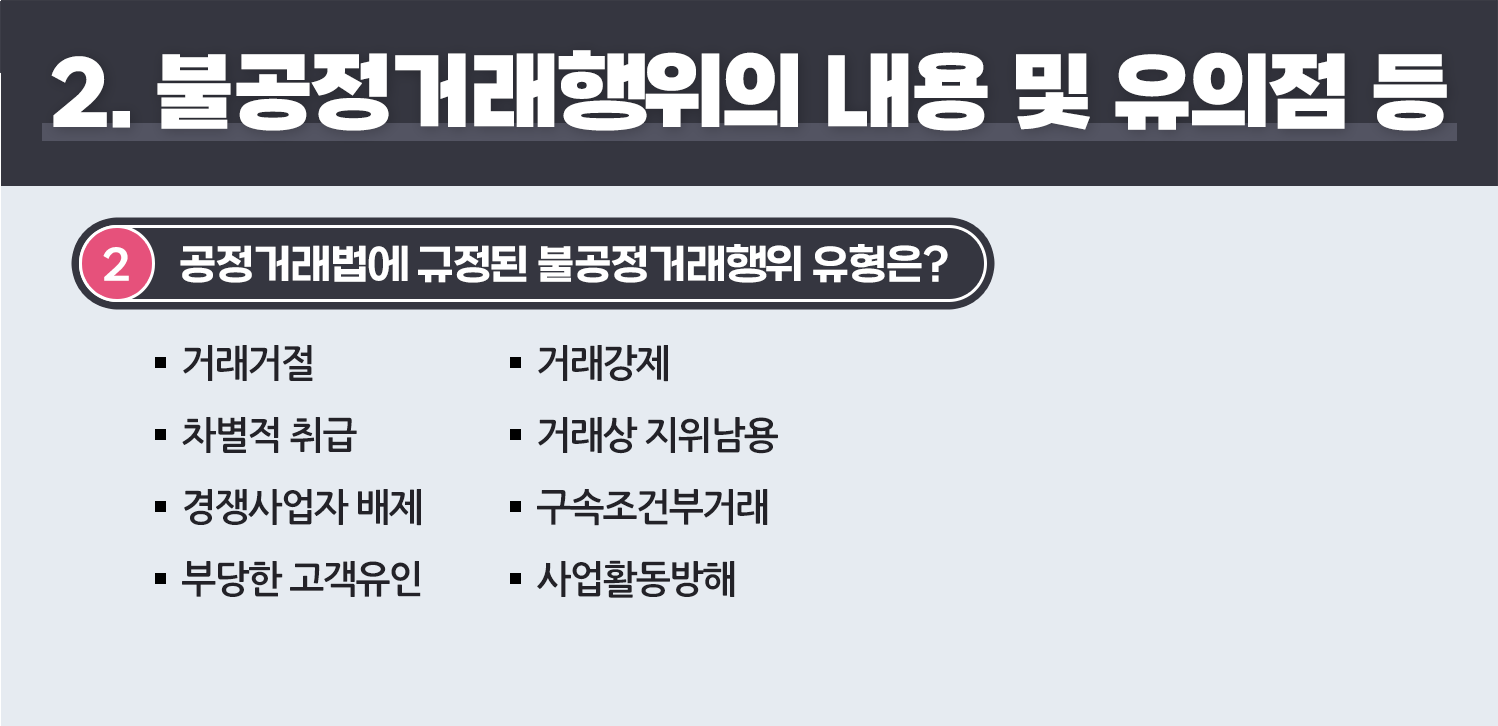 2. 불공정거래행위의 내용 및 유의점 등
2 공정거래법에 규정된 불공정거래행위 유형은?
▪ 거래거절
▪ 차별적 취급
▪ 경쟁사업자 배제
▪ 부당한 고객유인
▪ 거래강제
▪ 거래상 지위남용
▪ 구속조건부거래
▪ 사업활동방해